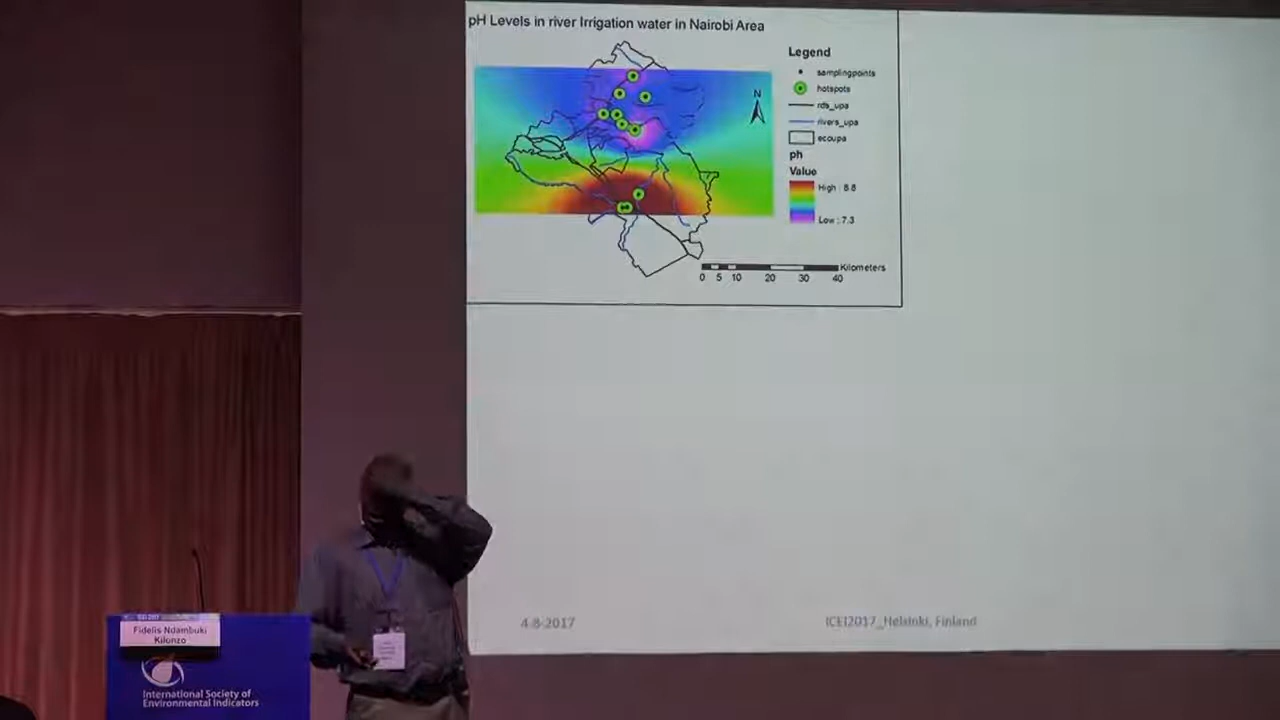 pH Levels in river Irrigation water in Nairobi Area
Legend
samplingpoints
hotspots
rds_upa
rivers_upa
ecoupa
ph
Value
High : 8.8
Low : 7.3
N
Kilometers
0 5 10 20 30 40
4-8-2017
ICEI2017_Helsinki, Finland
Fidelis Ndambuki
Kilonzo
International Society of
Environmental Indicators